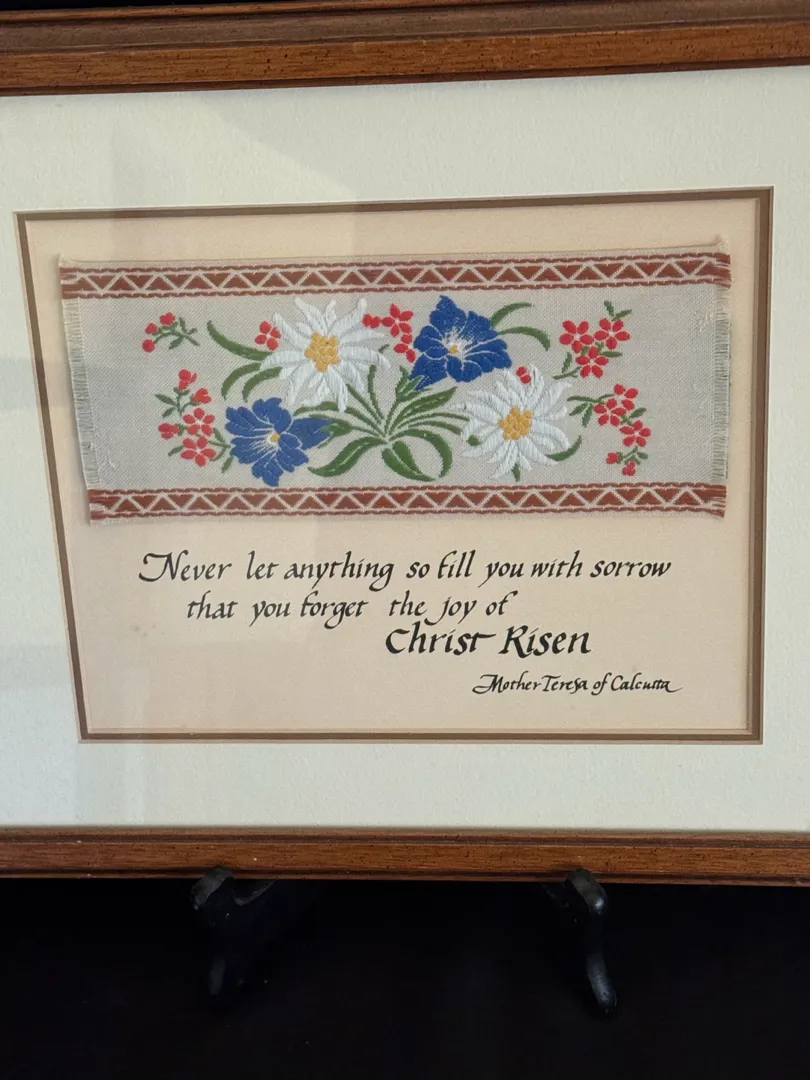 Never let anything so fill you with sorrow
that you forget the joy of
Christ Risen
Mother Teresa of Calcutta